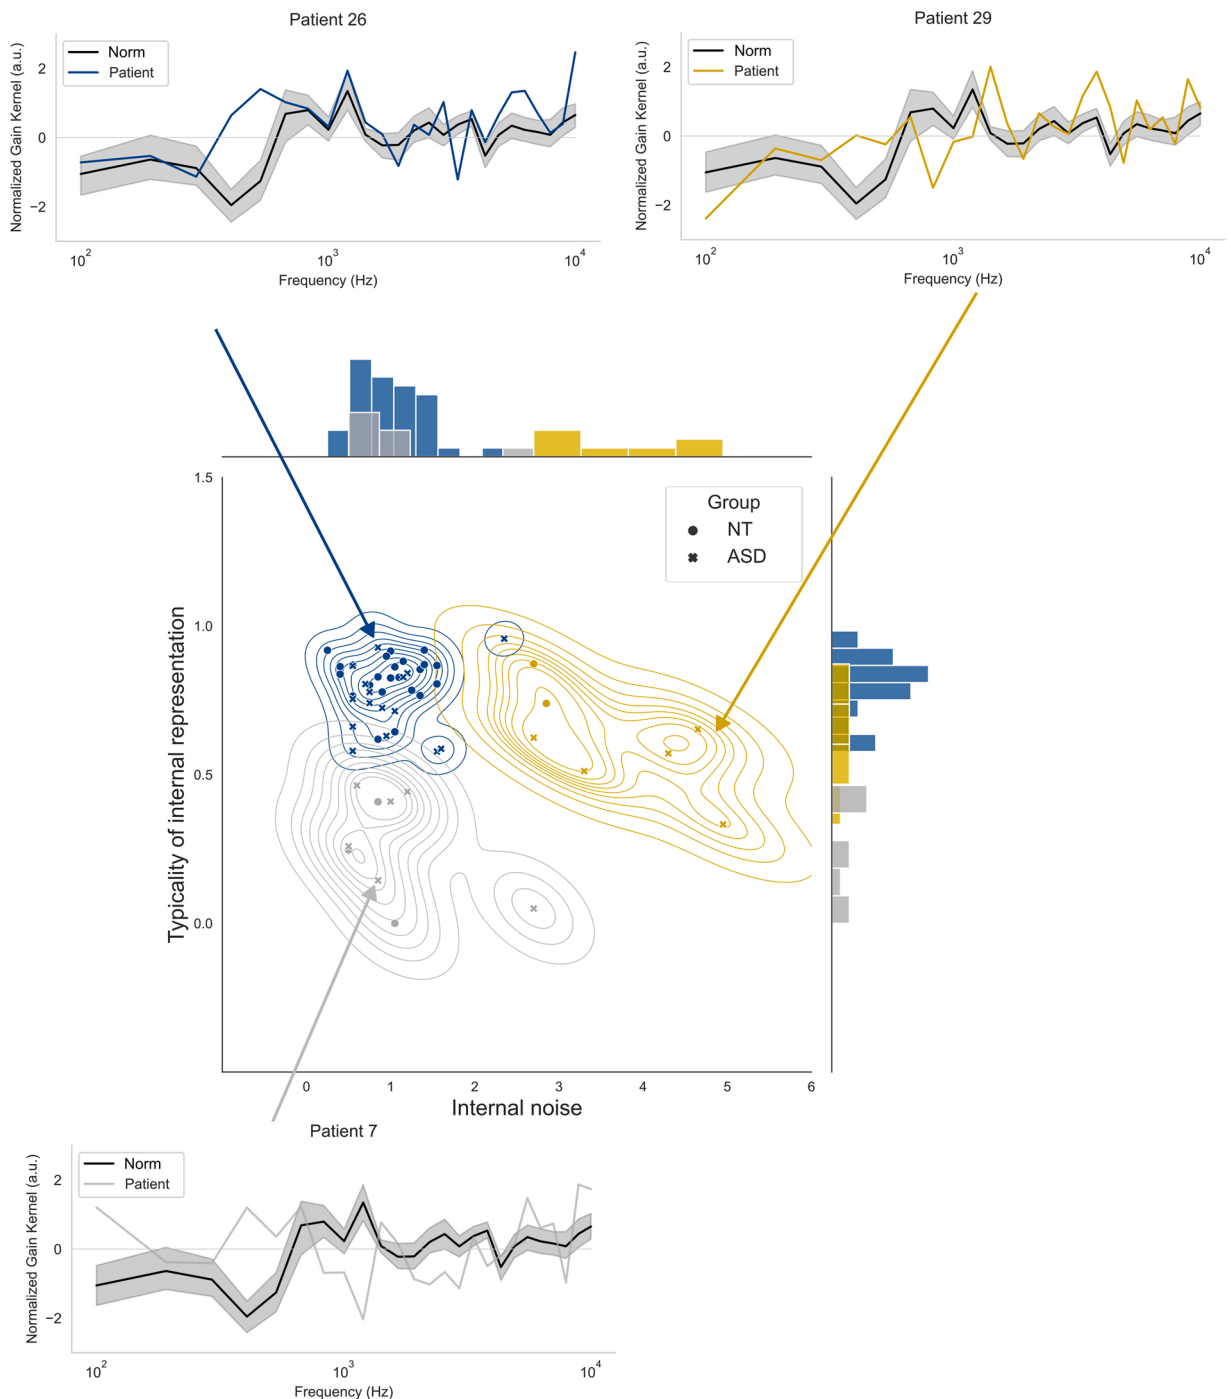 Patient 26
Normalized Gain Kernel (a.u.)
Norm
Patient
2
0
−2
10²
10³
10⁴
Frequency (Hz)
Patient 29
Normalized Gain Kernel (a.u.)
Norm
Patient
2
0
−2
10²
10³
10⁴
Frequency (Hz)
Typicality of internal representation
1.5
1.0
0.5
0.0
Group
NT
ASD
0
1
2
3
4
5
6
Internal noise
Patient 7
Normalized Gain Kernel (a.u.)
Norm
Patient
2
0
−2
10²
10³
10⁴
Frequency (Hz)